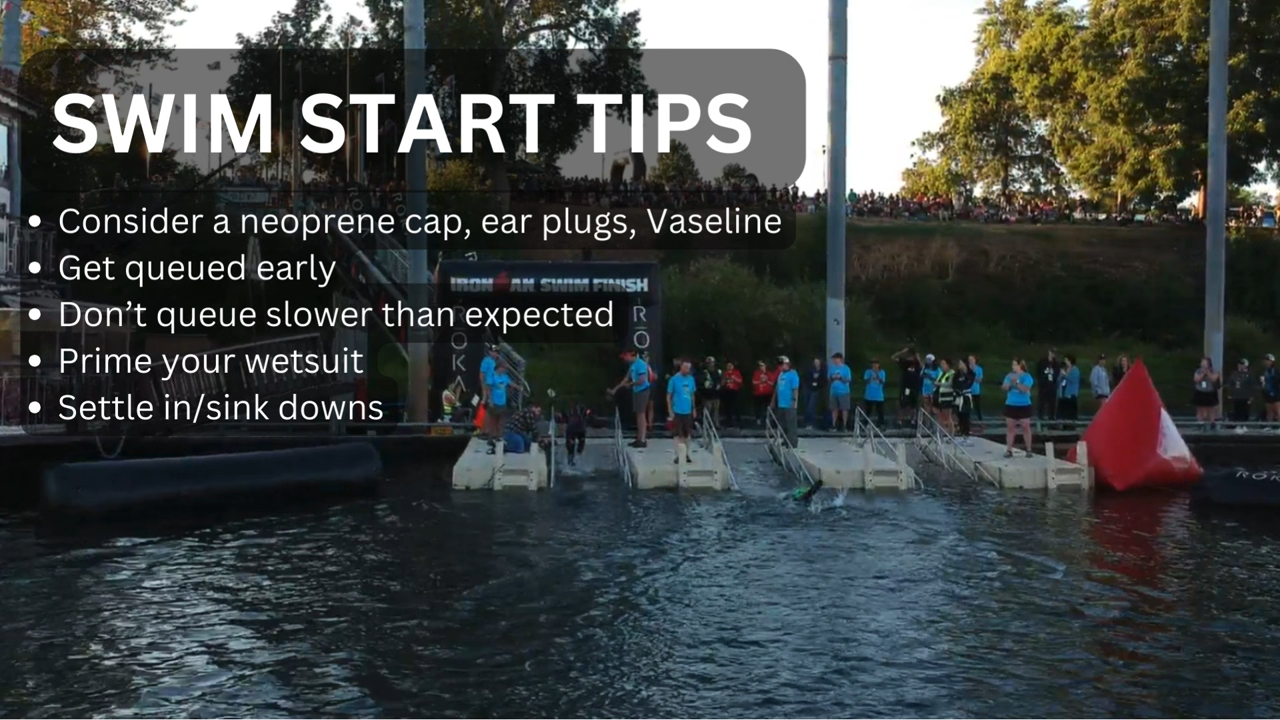 SWIM START TIPS
• Consider a neoprene cap, ear plugs, Vaseline
• Get queued early
IRONMAN SWIM FINISH
• Don’t queue slower than expected
• Prime your wetsuit
• Settle in/sink downs
ROKA